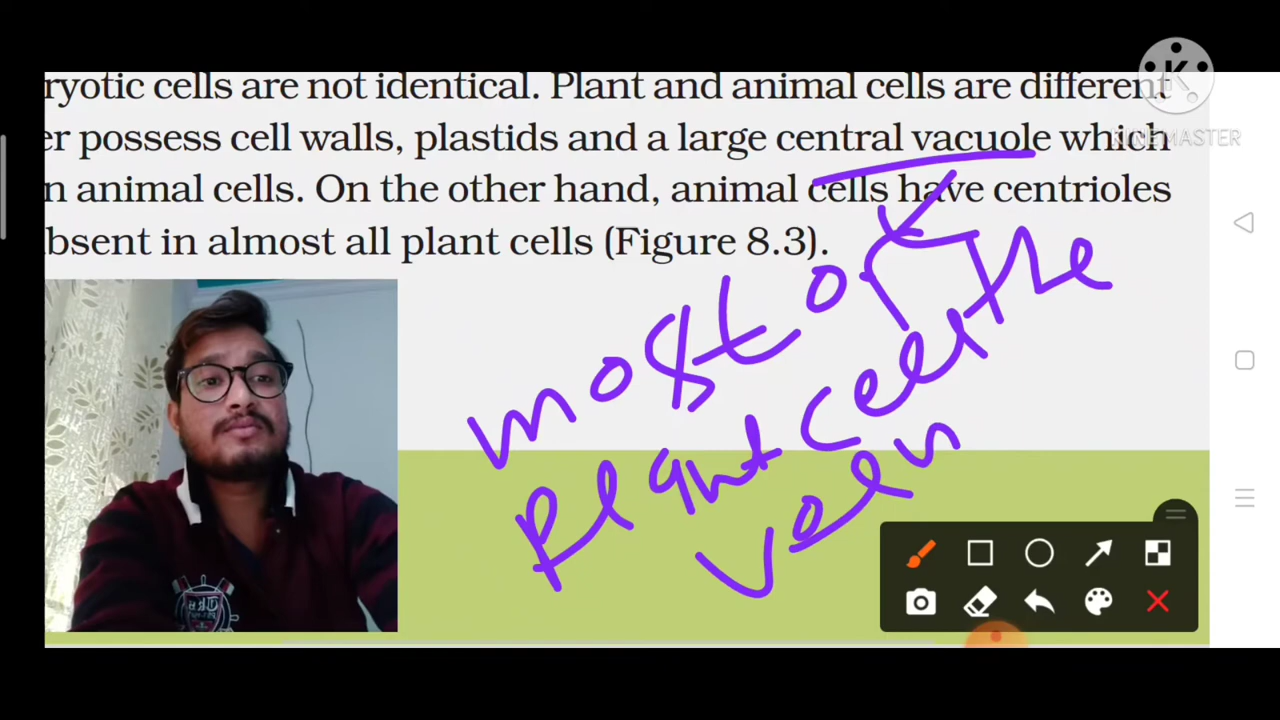 ryotic cells are not identical. Plant and animal cells are different
er possess cell walls, plastids and a large central vacuole which
n animal cells. On the other hand, animal cells have centrioles
bsent in almost all plant cells (Figure 8.3).
KINEMASTER
most of the
Plant cell